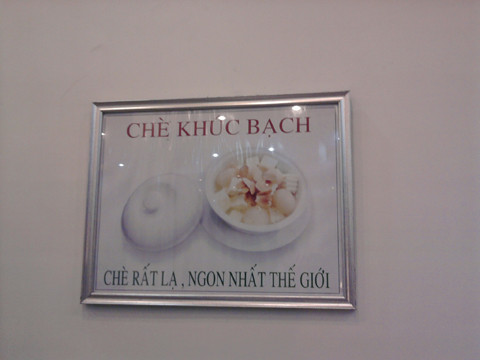 CHÈ KHÚC BẠCH
CHÈ RẤT LẠ, NGON NHẤT THẾ GIỚI